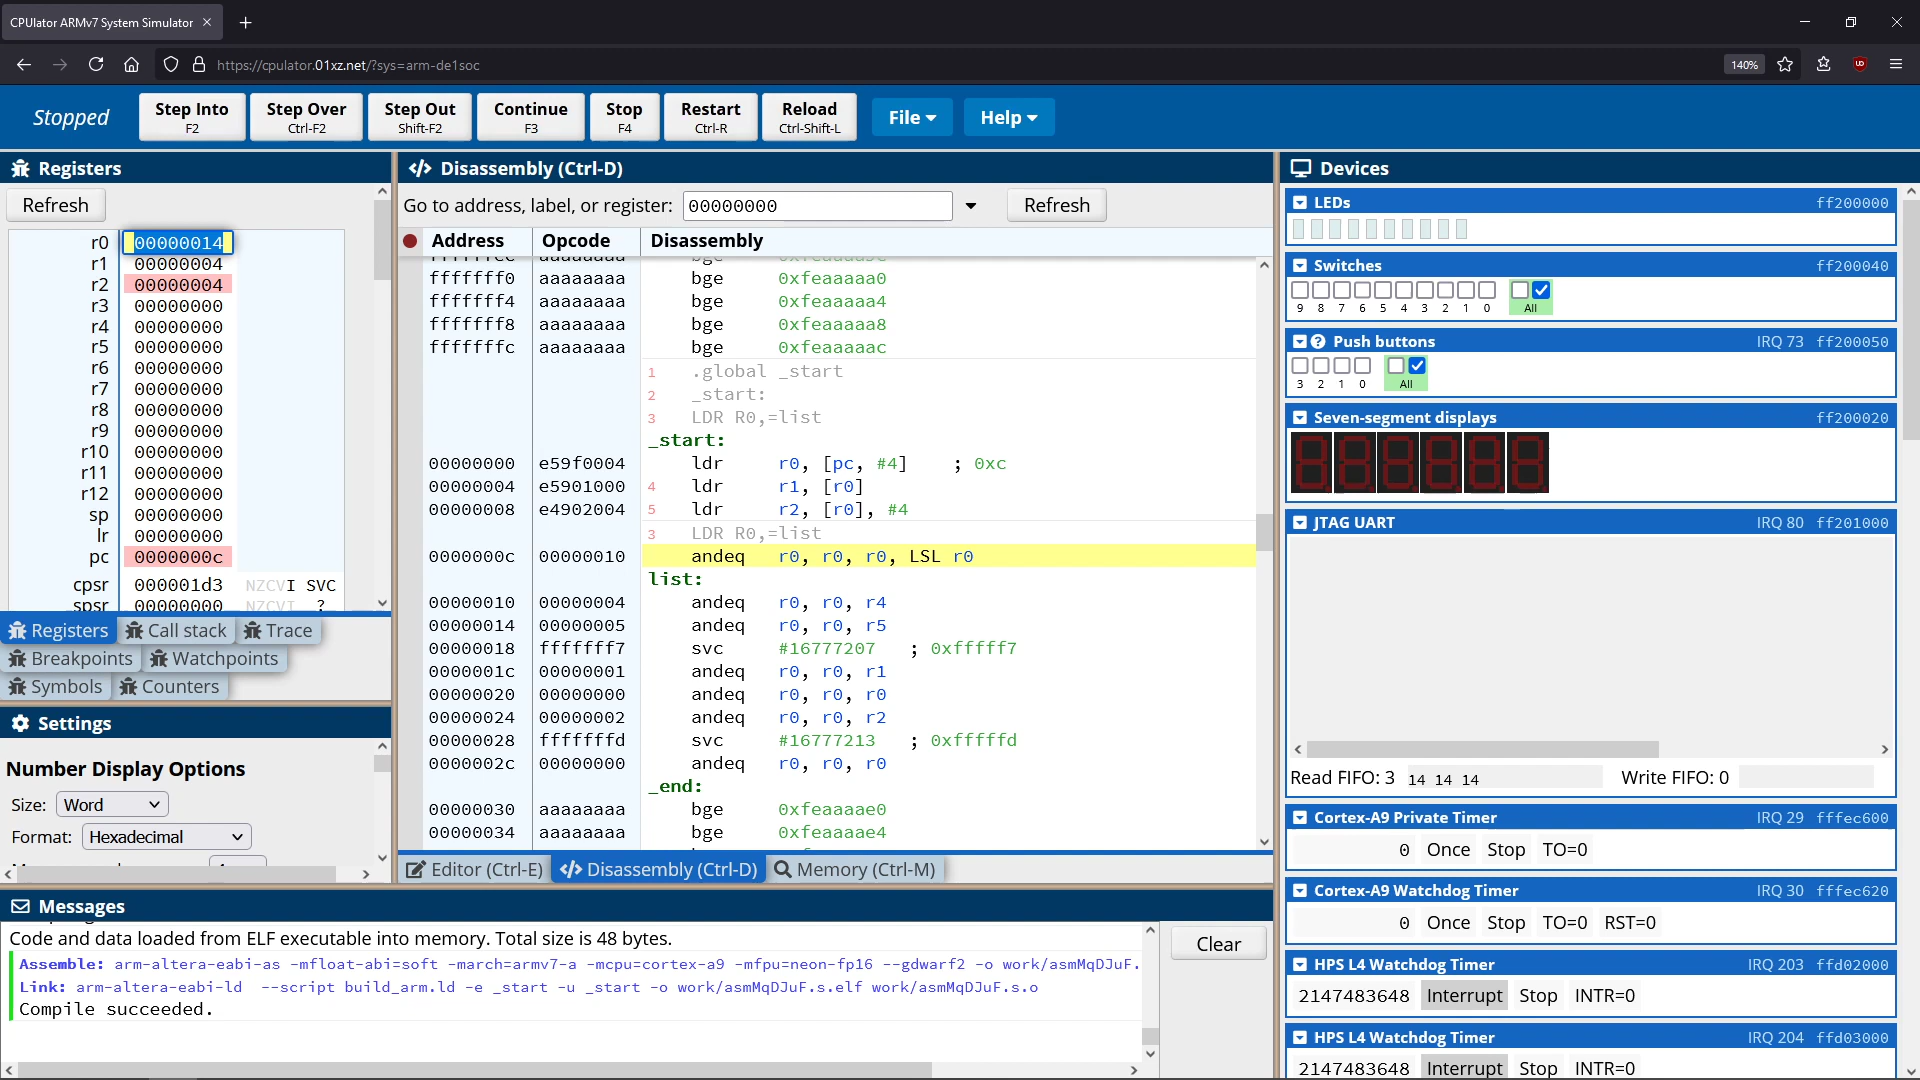 CPUlator ARMv7 System Simulator
https://cpulator.01xz.net/?sys=arm-de1soc
140%
Stopped
Step Into F2
Step Over Ctrl-F2
Step Out Shift-F2
Continue F3
Stop F4
Restart Ctrl-R
Reload Ctrl-Shift-L
File
Help
Registers
Refresh
r0 00000014
r1 00000004
r2 00000004
r3 00000000
r4 00000000
r5 00000000
r6 00000000
r7 00000000
r8 00000000
r9 00000000
r10 00000000
r11 00000000
r12 00000000
sp 00000000
lr 00000000
pc 0000000c
cpsr 000001d3 NZCVI SVC
spsr 00000000 NZCVI ?
Registers Call stack Trace
Breakpoints Watchpoints
Symbols Counters
Settings
Number Display Options
Size: Word
Format: Hexadecimal
Disassembly (Ctrl-D)
Go to address, label, or register: 00000000 Refresh
Address Opcode Disassembly
fffffff0 aaaaaaaa bge 0xfeaaaaa0
fffffff4 aaaaaaaa bge 0xfeaaaaa4
fffffff8 aaaaaaaa bge 0xfeaaaaa8
fffffffc aaaaaaaa bge 0xfeaaaaac
1 .global _start
2 _start:
3 LDR R0,=list
_start:
00000000 e59f0004 ldr r0, [pc, #4] ; 0xc
00000004 e5901000 4 ldr r1, [r0]
00000008 e4902004 5 ldr r2, [r0], #4
3 LDR R0,=list
0000000c 00000010 andeq r0, r0, r0, LSL r0
list:
00000010 00000004 andeq r0, r0, r4
00000014 00000005 andeq r0, r0, r5
00000018 fffffff7 svc #16777207 ; 0xfffff7
0000001c 00000001 andeq r0, r0, r1
00000020 00000000 andeq r0, r0, r0
00000024 00000002 andeq r0, r0, r2
00000028 fffffffd svc #16777213 ; 0xfffffd
0000002c 00000000 andeq r0, r0, r0
_end:
00000030 aaaaaaaa bge 0xfeaaaae0
00000034 aaaaaaaa bge 0xfeaaaae4
Editor (Ctrl-E) Disassembly (Ctrl-D) Memory (Ctrl-M)
Messages
Code and data loaded from ELF executable into memory. Total size is 48 bytes.
Assemble: arm-altera-eabi-as -mfloat-abi=soft -march=armv7-a -mcpu=cortex-a9 -mfpu=neon-fp16 --gdwarf2 -o work/asmMqDJuF.
Link: arm-altera-eabi-ld --script build_arm.ld -e _start -u _start -o work/asmMqDJuF.s.elf work/asmMqDJuF.s.o
Compile succeeded.
Clear
Devices
LEDs ff200000
Switches ff200040
9 8 7 6 5 4 3 2 1 0 All
Push buttons IRQ 73 ff200050
3 2 1 0 All
Seven-segment displays ff200020
JTAG UART IRQ 80 ff201000
Read FIFO: 3 14 14 14 Write FIFO: 0
Cortex-A9 Private Timer IRQ 29 fffec600
0 Once Stop TO=0
Cortex-A9 Watchdog Timer IRQ 30 fffec620
0 Once Stop TO=0 RST=0
HPS L4 Watchdog Timer IRQ 203 ffd02000
2147483648 Interrupt Stop INTR=0
HPS L4 Watchdog Timer IRQ 204 ffd03000
2147483648 Interrupt Stop INTR=0